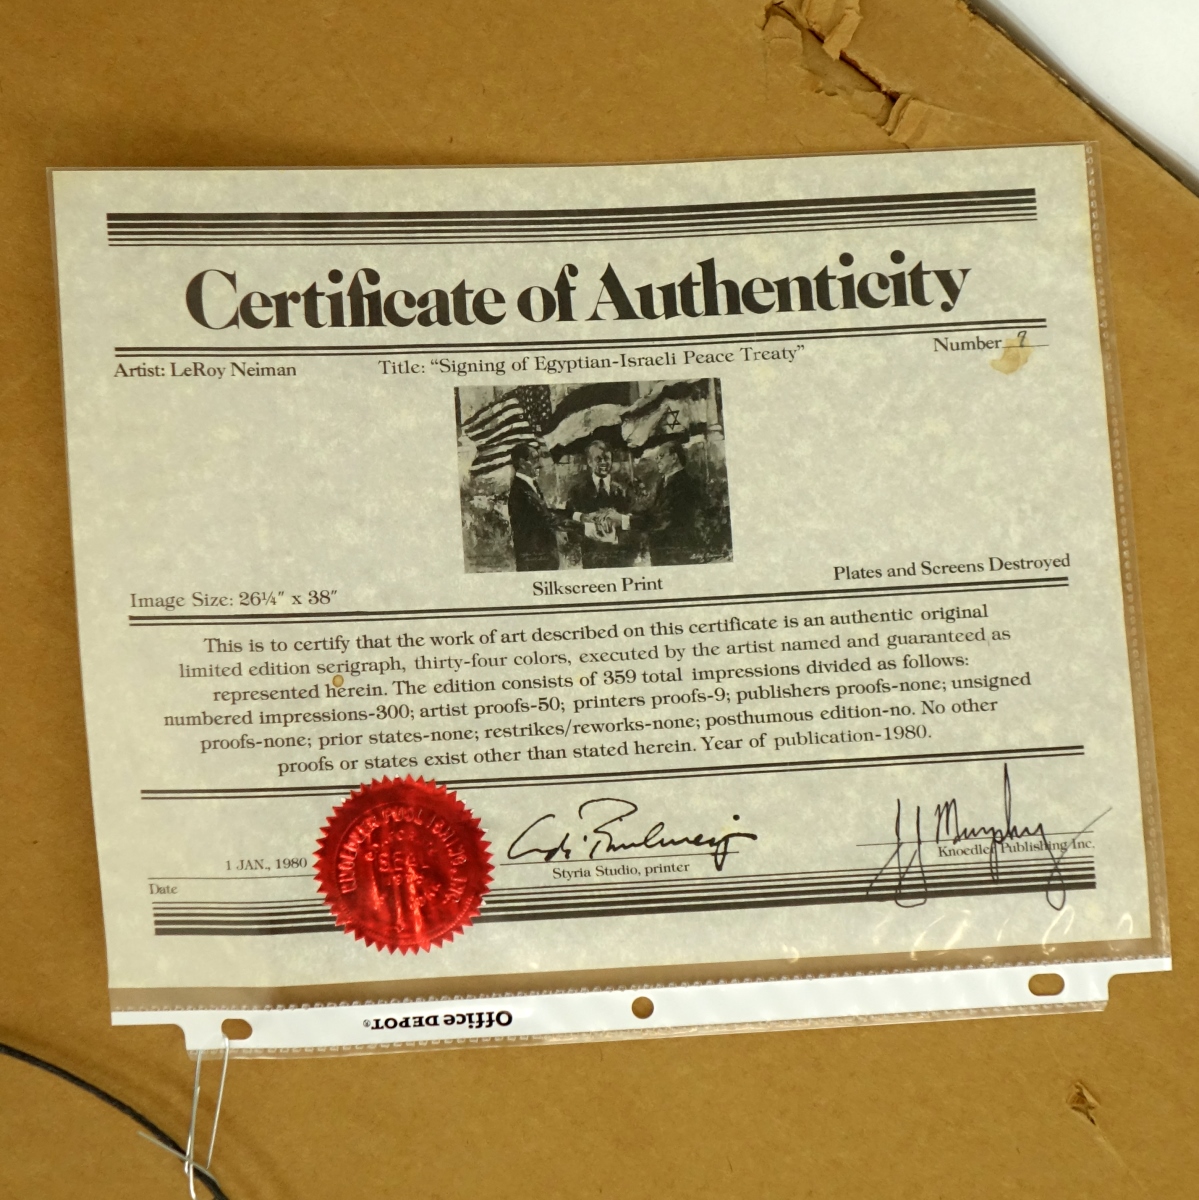 Certificate of Authenticity
Artist: LeRoy Neiman
Title: “Signing of Egyptian-Israeli Peace Treaty”
Number 7
Image Size: 26¼″ x 38″
Silkscreen Print
Plates and Screens Destroyed
This is to certify that the work of art described on this certificate is an authentic original
limited edition serigraph, thirty-four colors, executed by the artist named and guaranteed as
represented herein. The edition consists of 359 total impressions divided as follows:
numbered impressions-300; artist proofs-50; printers proofs-9; publishers proofs-none; unsigned
proofs-none; prior states-none; restrikes/reworks-none; posthumous edition-no. No other
proofs or states exist other than stated herein. Year of publication-1980.
1 JAN., 1980
Date
Styria Studio, printer
Murphy
Knoedler Publishing Inc.
Office DEPOT®